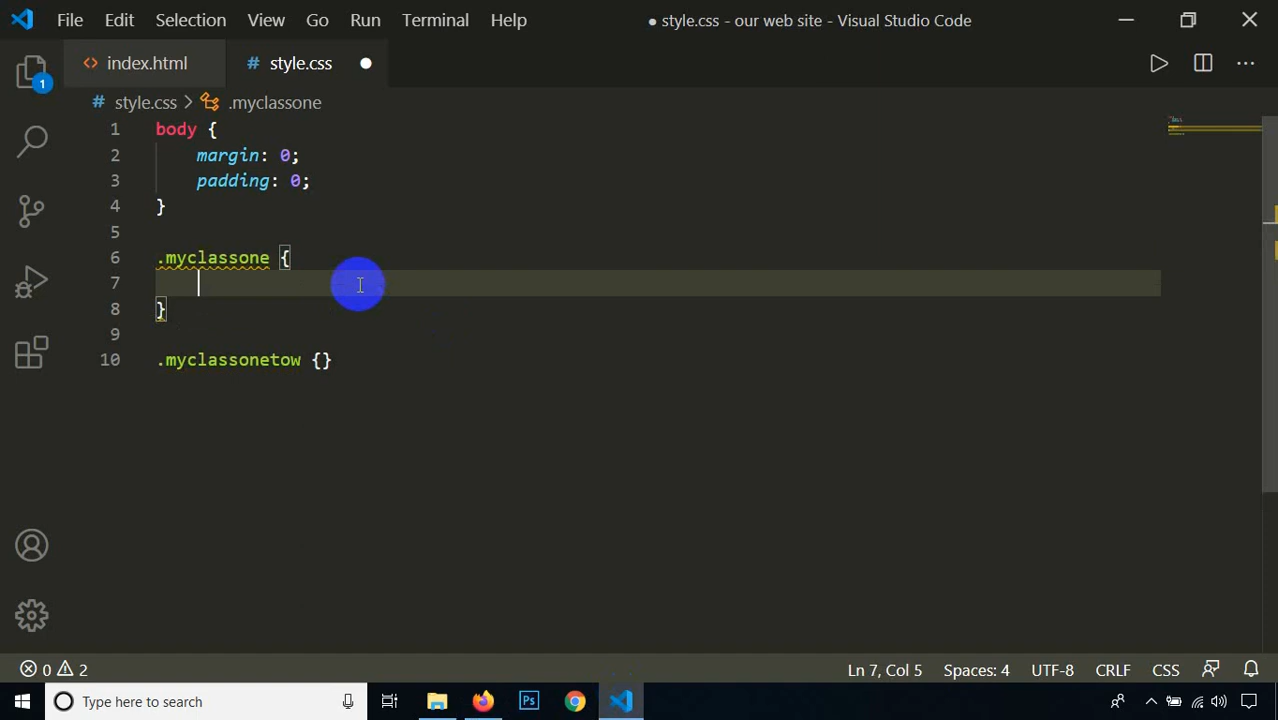 File Edit Selection View Go Run Terminal Help ● style.css - our web site - Visual Studio Code
index.html # style.css
1
# style.css > .myclassone
1 body {
2 margin: 0;
3 padding: 0;
4 }
5
6 .myclassone {
7
8 }
9
10 .myclassonetow {}
0 2 Ln 7, Col 5 Spaces: 4 UTF-8 CRLF CSS
Type here to search Ps